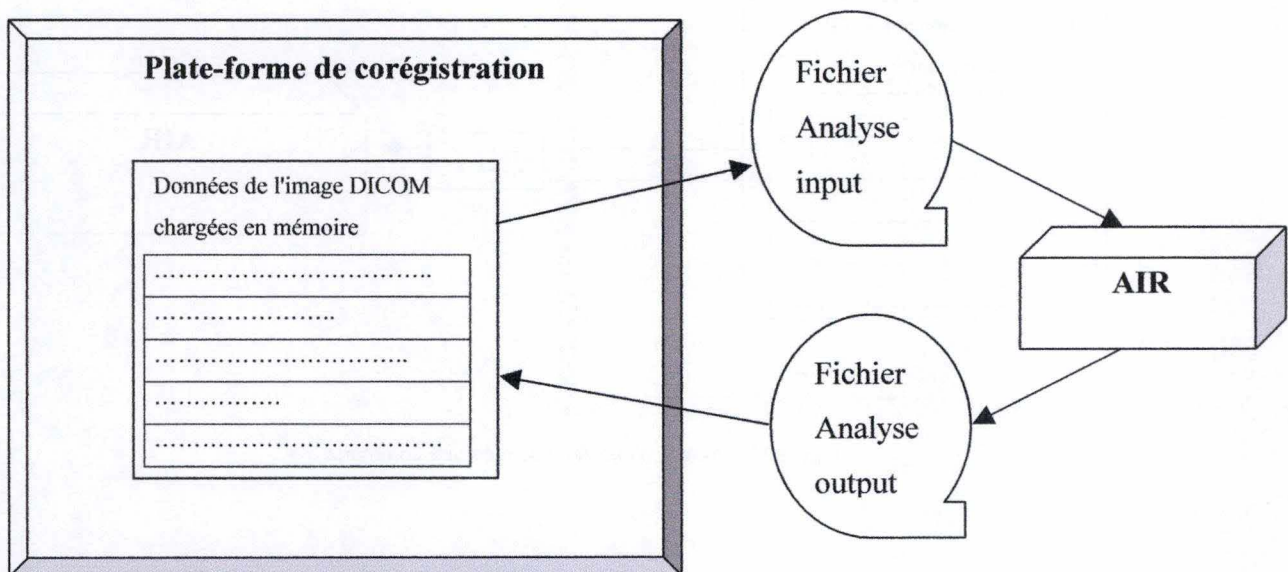 Plate-forme de corégistration
Données de l'image DICOM
chargées en mémoire
Fichier
Analyse
input
AIR
Fichier
Analyse
output